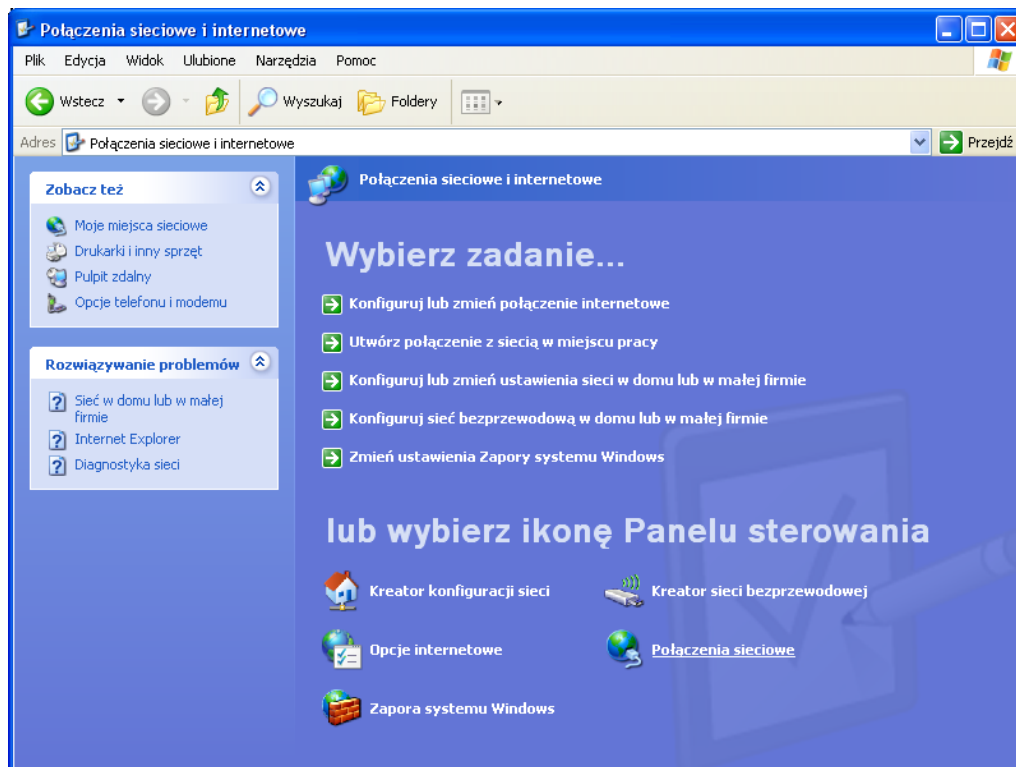 Połączenia sieciowe i internetowe
Plik Edycja Widok Ulubione Narzędzia Pomoc
Wstecz Wyszukaj Foldery
Adres Połączenia sieciowe i internetowe Przejdź
Zobacz też
Moje miejsca sieciowe
Drukarki i inny sprzęt
Pulpit zdalny
Opcje telefonu i modemu
Rozwiązywanie problemów
Sieć w domu lub w małej
firmie
Internet Explorer
Diagnostyka sieci
Połączenia sieciowe i internetowe
Wybierz zadanie...
Konfiguruj lub zmień połączenie internetowe
Utwórz połączenie z siecią w miejscu pracy
Konfiguruj lub zmień ustawienia sieci w domu lub w małej firmie
Konfiguruj sieć bezprzewodową w domu lub w małej firmie
Zmień ustawienia Zapory systemu Windows
lub wybierz ikonę Panelu sterowania
Kreator konfiguracji sieci Kreator sieci bezprzewodowej
Opcje internetowe Połączenia sieciowe
Zapora systemu Windows